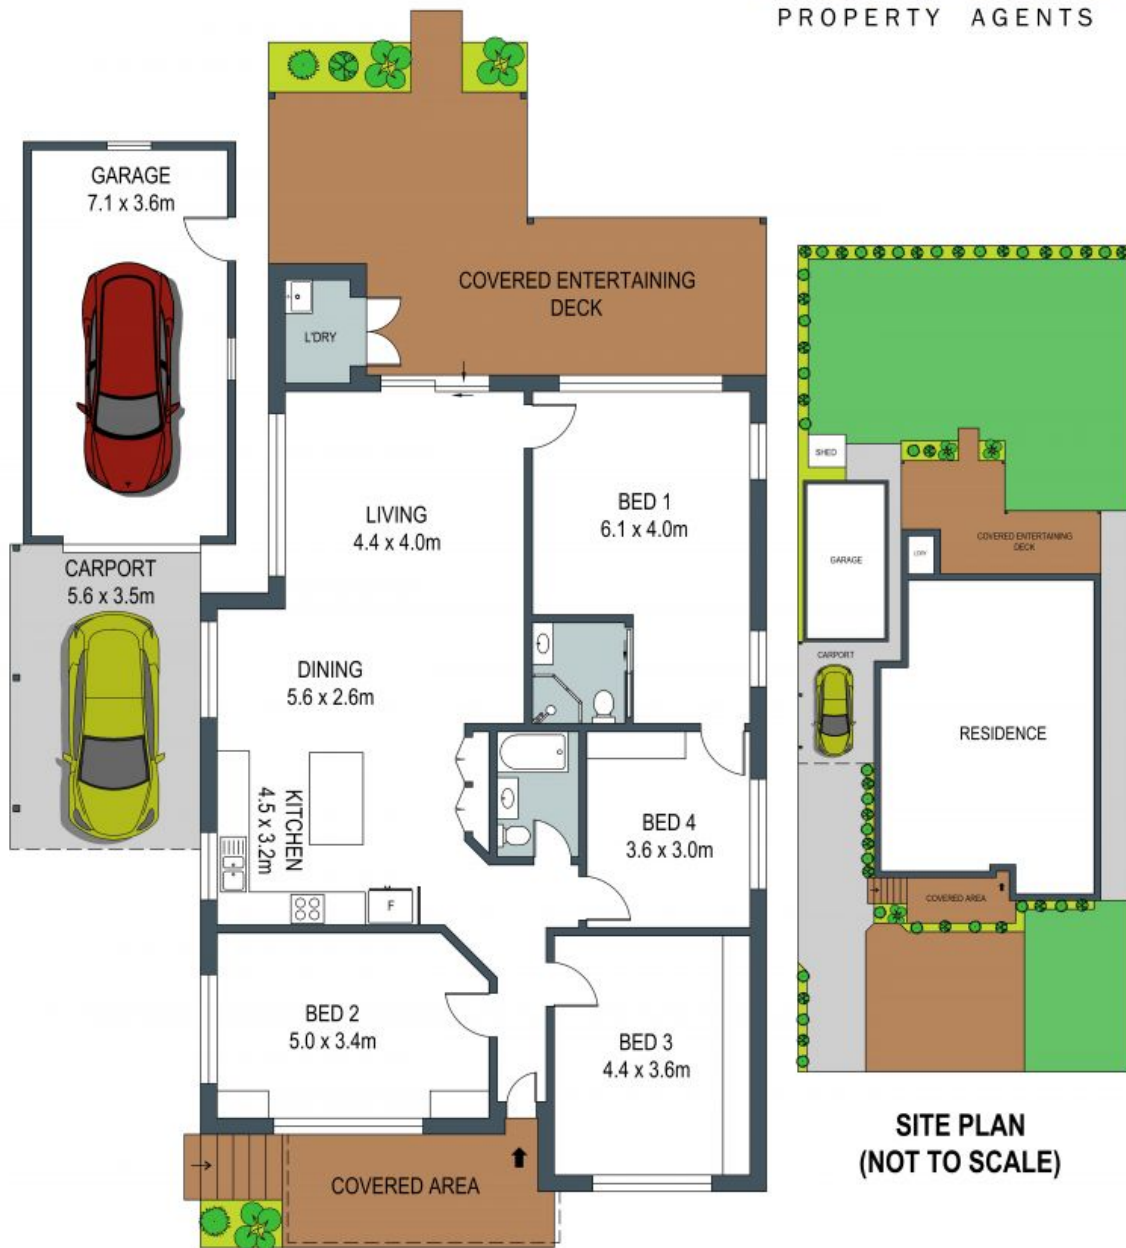 PROPERTY AGENTS
GARAGE
7.1 x 3.6m
COVERED ENTERTAINING
DECK
L'DRY
LIVING
4.4 x 4.0m
BED 1
6.1 x 4.0m
CARPORT
5.6 x 3.5m
DINING
5.6 x 2.6m
KITCHEN
4.5 x 3.2m
F
BED 4
3.6 x 3.0m
BED 2
5.0 x 3.4m
BED 3
4.4 x 3.6m
COVERED AREA
SHED
COVERED ENTERTAINING
DECK
LDRY
GARAGE
CARPORT
RESIDENCE
COVERED AREA
SITE PLAN
(NOT TO SCALE)